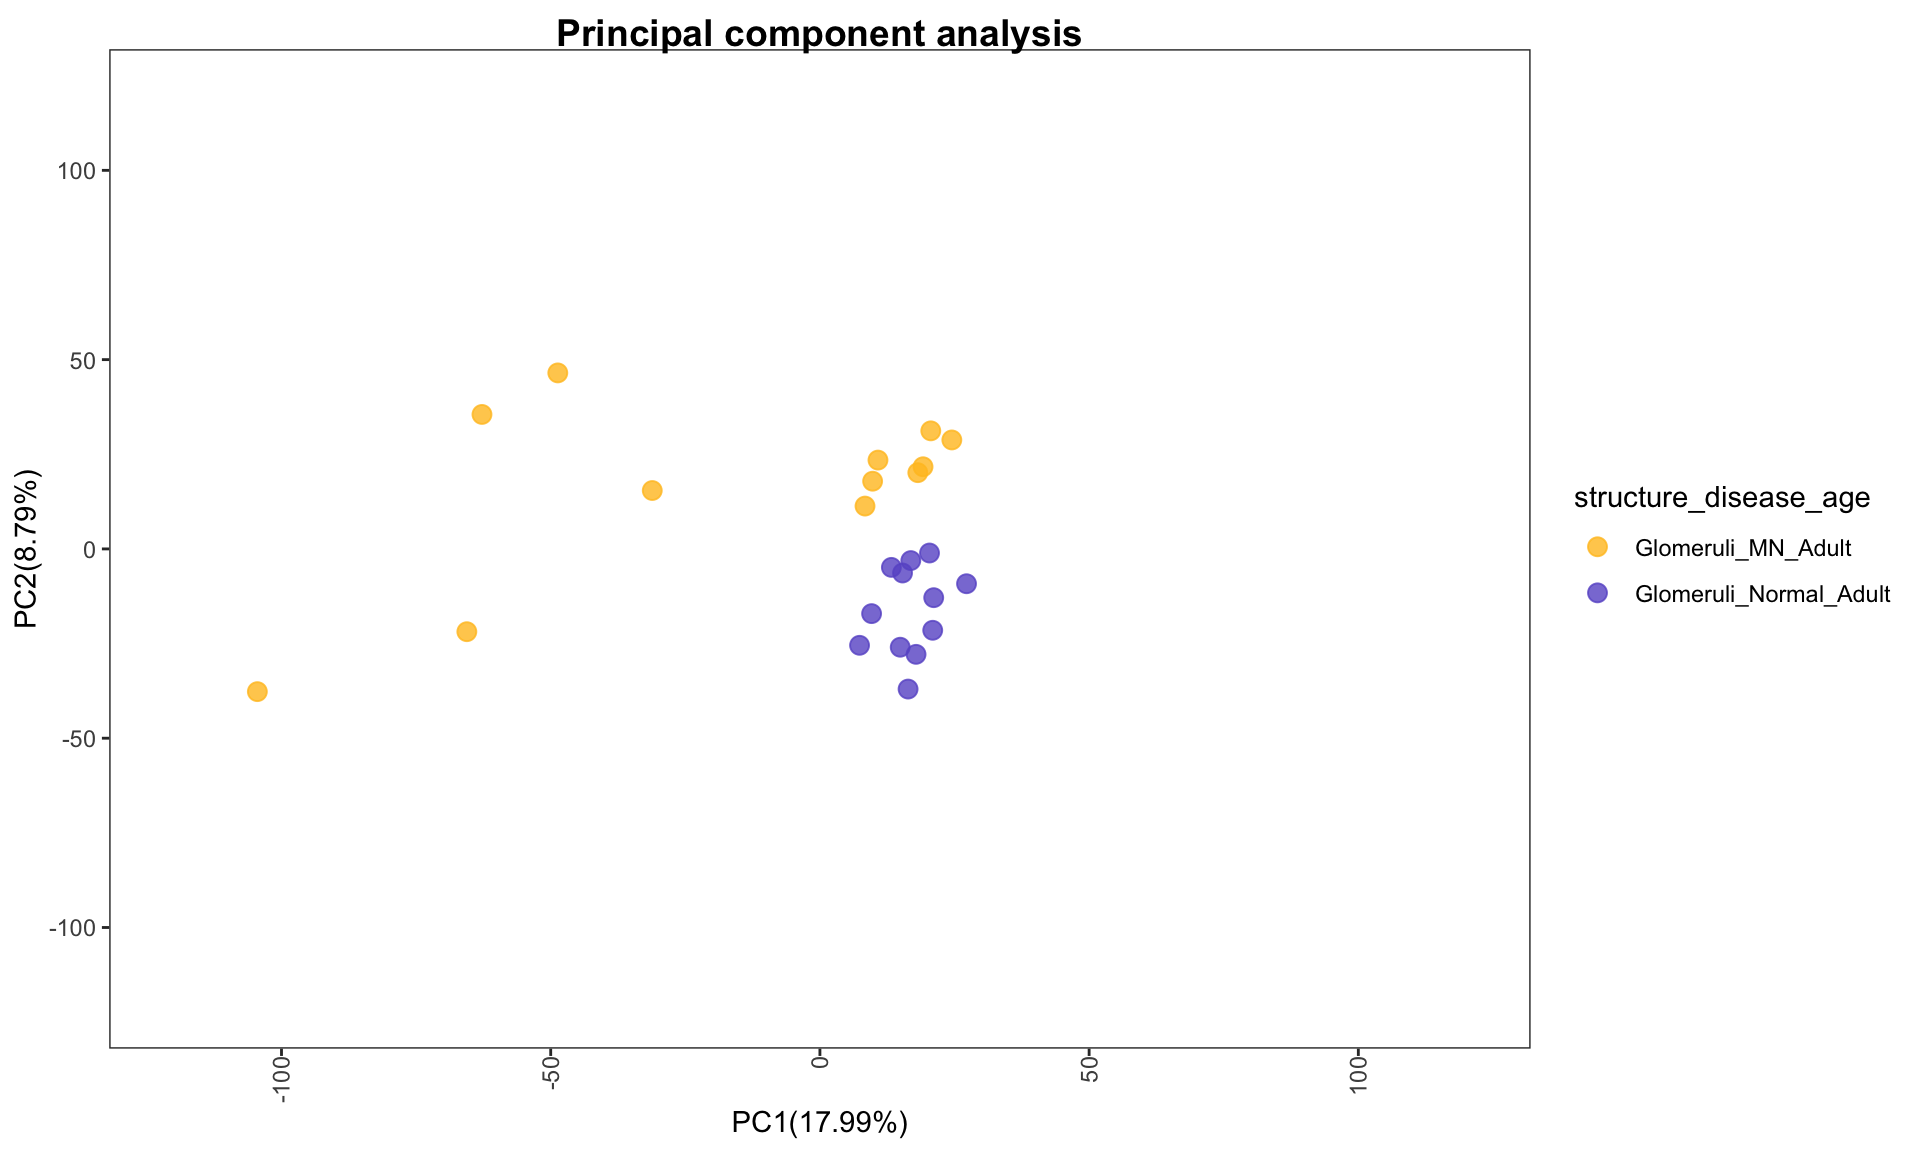 Principal component analysis
100
50
0
-50
-100
PC2(8.79%)
-100
-50
0
50
100
PC1(17.99%)
structure_disease_age
Glomeruli_MN_Adult
Glomeruli_Normal_Adult